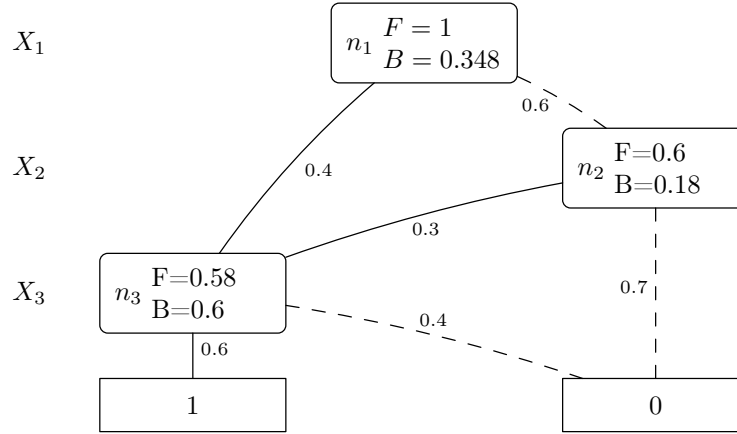 X₁
n₁ F = 1
B = 0.348
0.6
X₂
n₂ F=0.6
B=0.18
0.4
0.3
X₃
n₃ F=0.58
B=0.6
0.7
0.4
0.6
1
0